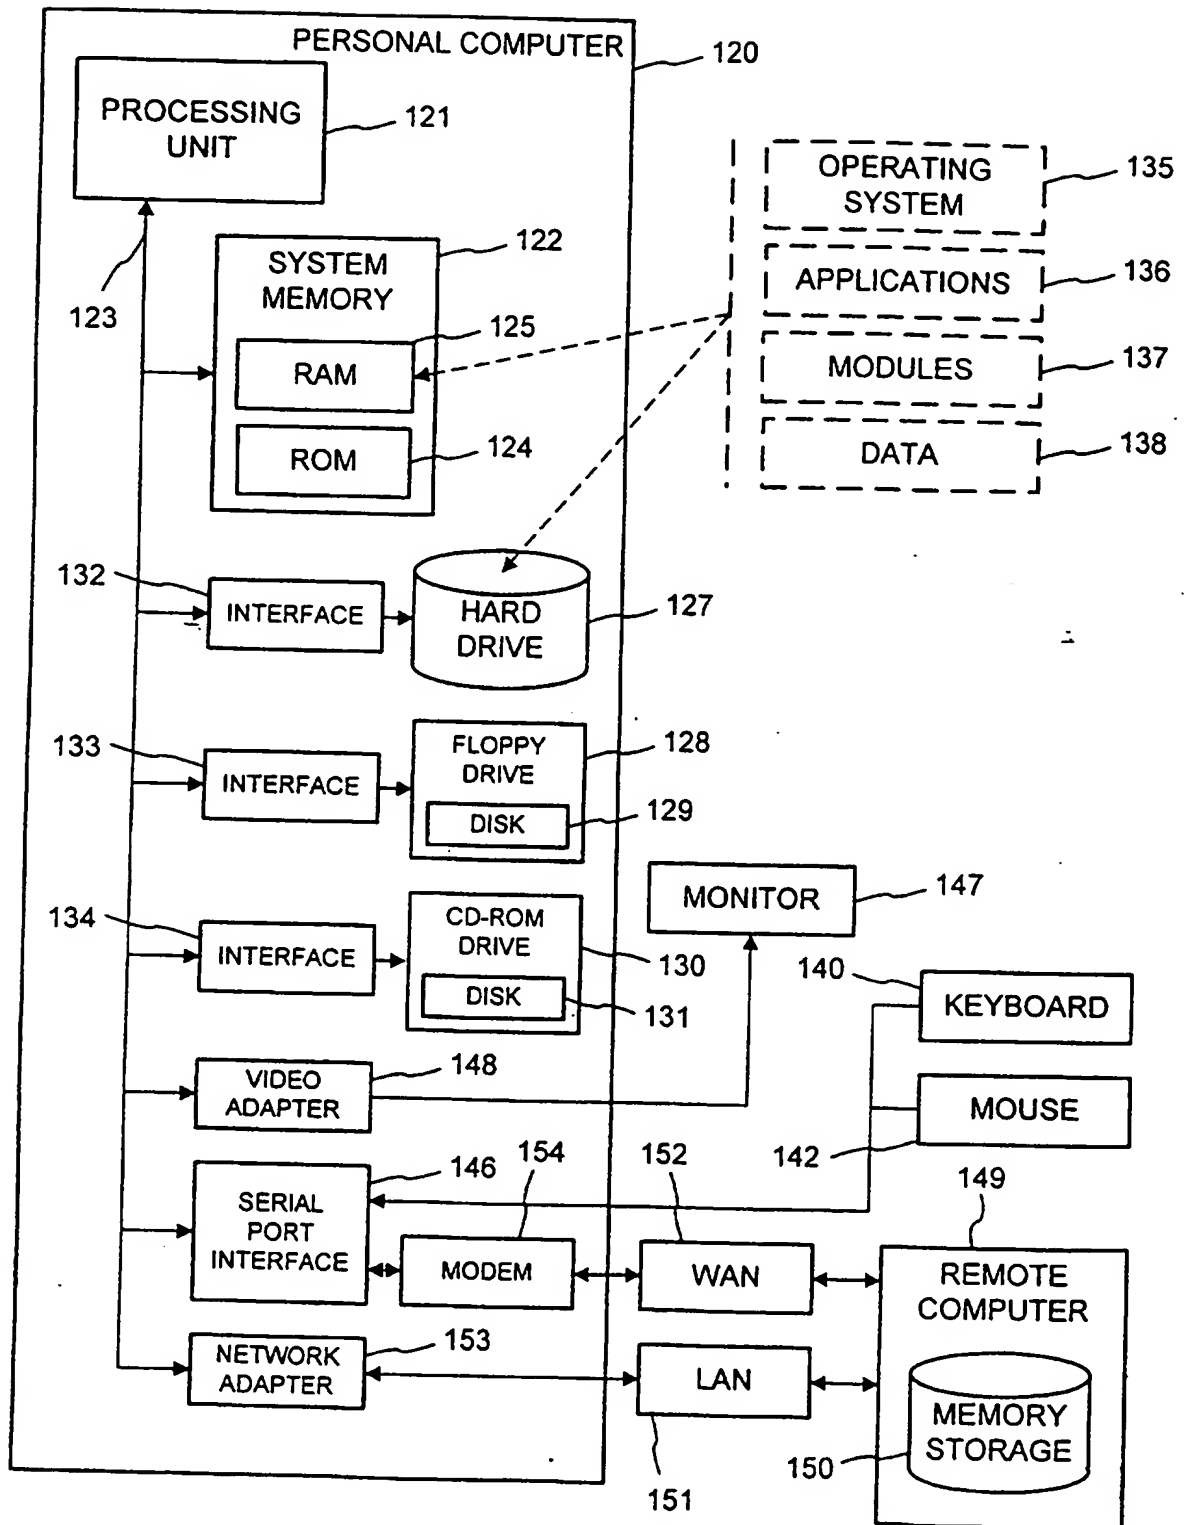 PERSONAL COMPUTER
120
PROCESSING
UNIT
121
123
SYSTEM
MEMORY
122
RAM
125
ROM
124
OPERATING
SYSTEM
135
APPLICATIONS
136
MODULES
137
DATA
138
132
INTERFACE
HARD
DRIVE
127
133
INTERFACE
FLOPPY
DRIVE
128
DISK
129
134
INTERFACE
CD-ROM
DRIVE
130
DISK
131
MONITOR
147
140
KEYBOARD
MOUSE
142
VIDEO
ADAPTER
148
SERIAL
PORT
INTERFACE
146
154
MODEM
152
WAN
149
REMOTE
COMPUTER
NETWORK
ADAPTER
153
LAN
151
MEMORY
STORAGE
150